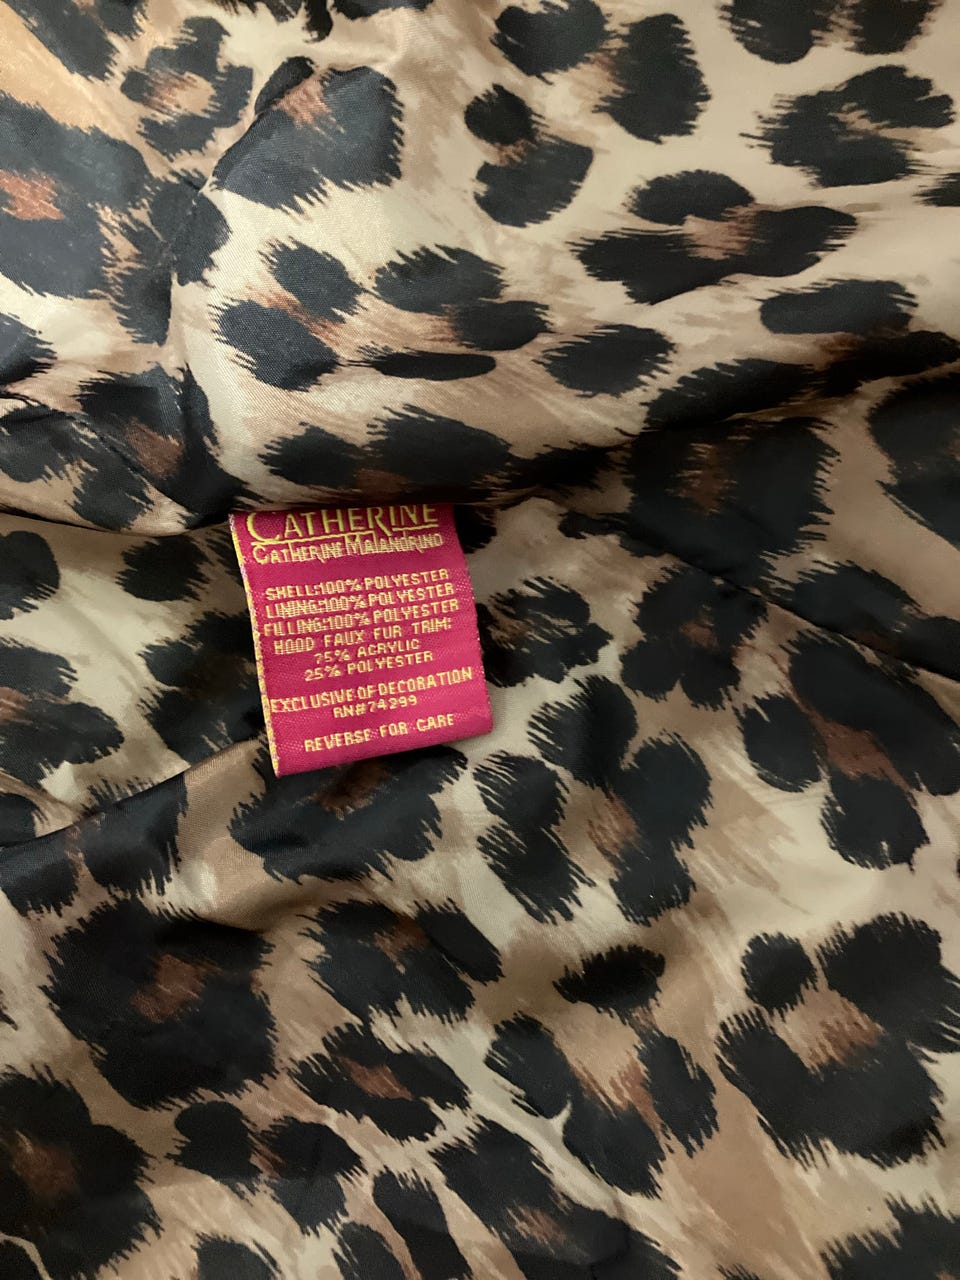 CATHERINE
CATHERINE MALANDRINO
SHELL:100% POLYESTER
LINING:100% POLYESTER
FILLING:100% POLYESTER
HOOD FAUX FUR TRIM:
75% ACRYLIC
25% POLYESTER
EXCLUSIVE OF DECORATION
RN#74299
REVERSE FOR CARE